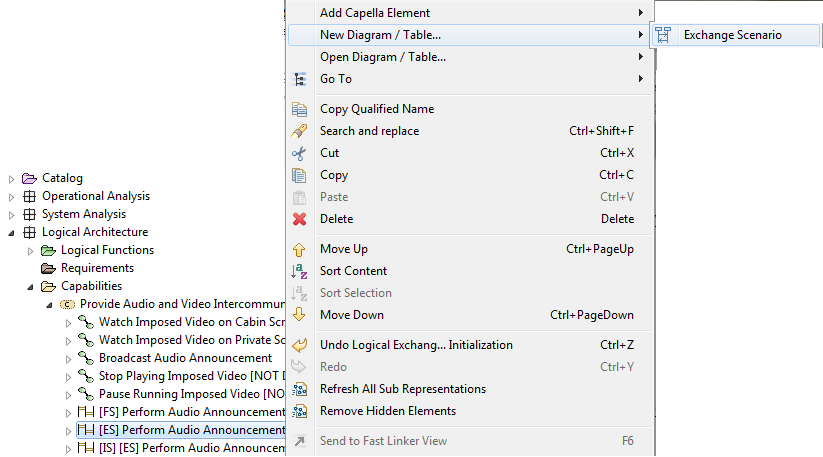 Add Capella Element
New Diagram / Table...
Exchange Scenario
Open Diagram / Table...
Go To
Copy Qualified Name
Search and replace Ctrl+Shift+F
Cut Ctrl+X
Copy Ctrl+C
Paste Ctrl+V
Delete Delete
Move Up Ctrl+PageUp
Sort Content
Sort Selection
Move Down Ctrl+PageDown
Undo Logical Exchang... Initialization Ctrl+Z
Redo Ctrl+Y
Refresh All Sub Representations
Remove Hidden Elements
Send to Fast Linker View F6
Catalog
Operational Analysis
System Analysis
Logical Architecture
Logical Functions
Requirements
Capabilities
Provide Audio and Video Intercommu
Watch Imposed Video on Cabin Scr
Watch Imposed Video on Private Sc
Broadcast Audio Announcement
Stop Playing Imposed Video [NOT D
Pause Running Imposed Video [NO
[FS] Perform Audio Announcement
[ES] Perform Audio Announcement
[IS] [ES] Perform Audio Announcem